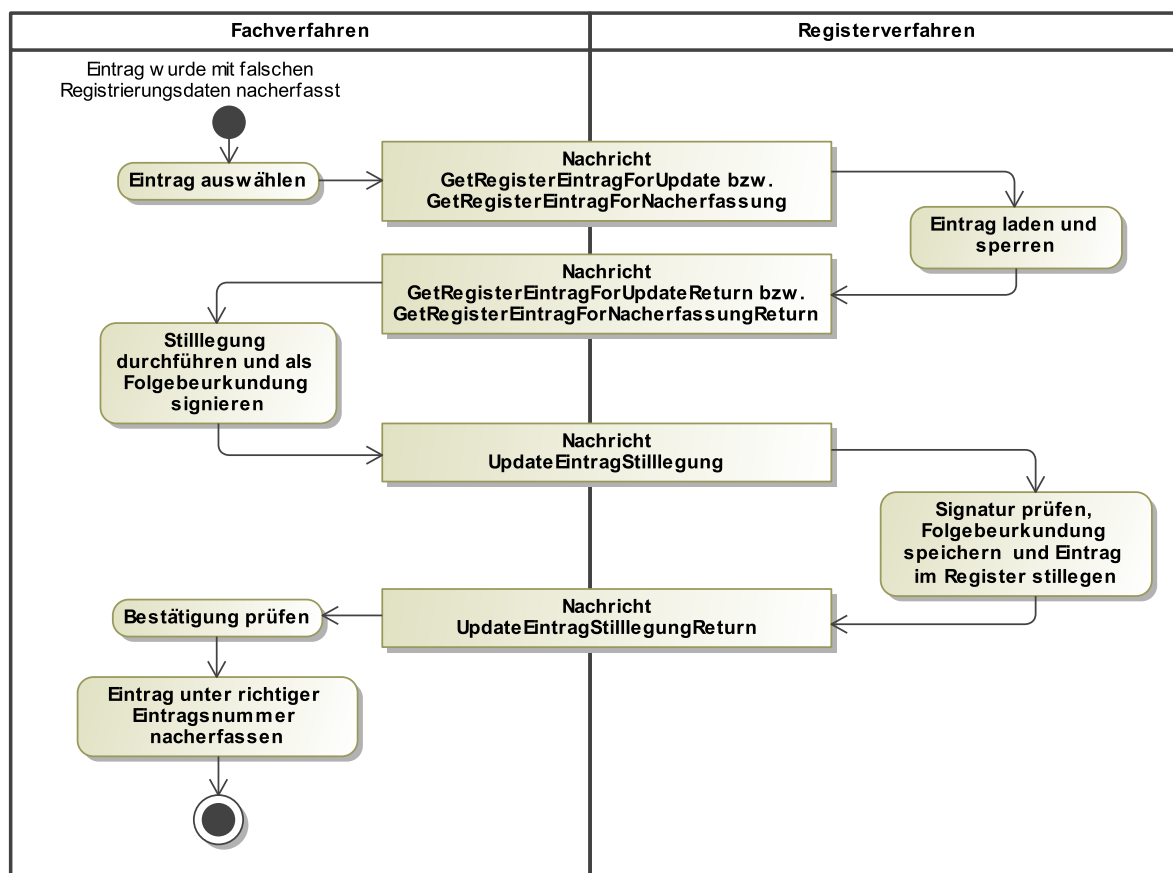 Fachverfahren
Registerverfahren
Eintrag wurde mit falschen
Registrierungsdaten nacherfasst
Eintrag auswählen
Nachricht
GetRegisterEintragForUpdate bzw.
GetRegisterEintragForNacherfassung
Eintrag laden und
sperren
Nachricht
GetRegisterEintragForUpdateReturn bzw.
GetRegisterEintragForNacherfassungReturn
Stilllegung
durchführen und als
Folgebeurkundung
signieren
Nachricht
UpdateEintragStilllegung
Signatur prüfen,
Folgebeurkundung
speichern und Eintrag
im Register stillegen
Nachricht
UpdateEintragStilllegungReturn
Bestätigung prüfen
Eintrag unter richtiger
Eintragsnummer
nacherfassen